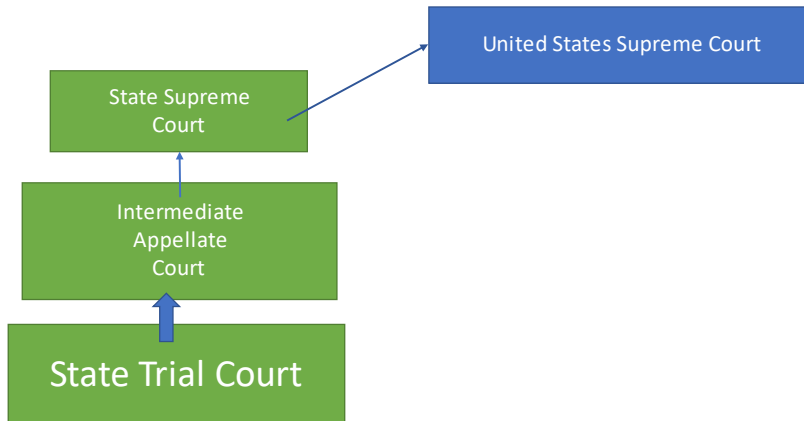 United States Supreme Court
State Supreme
Court
Intermediate
Appellate
Court
State Trial Court